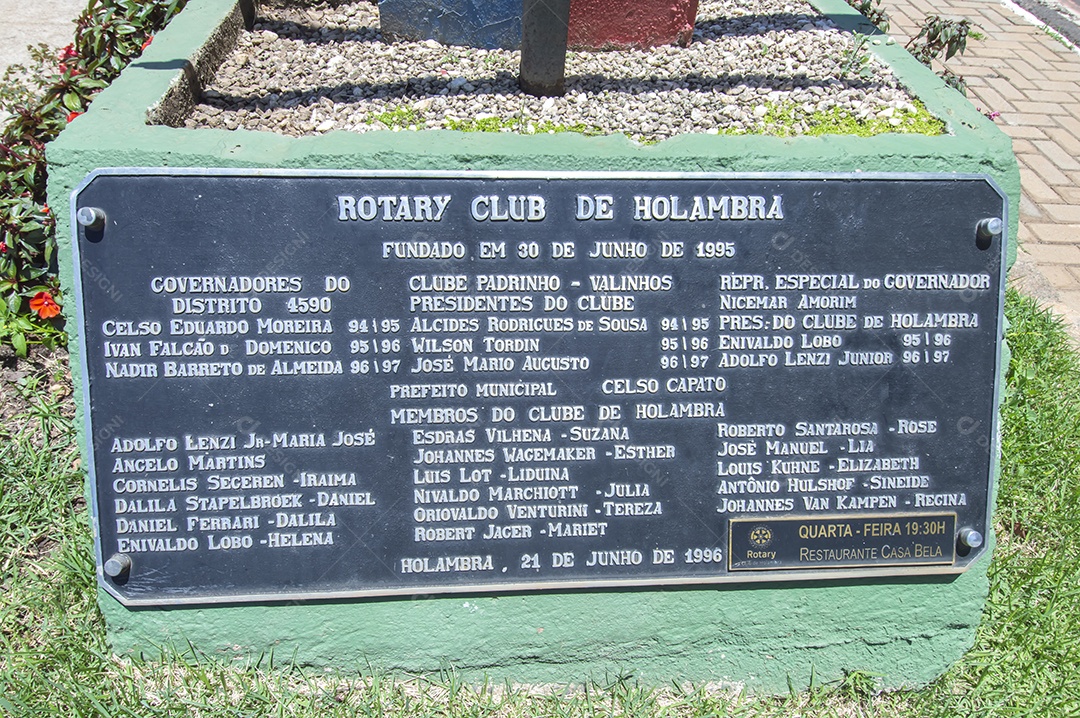 ROTARY CLUB DE HOLAMBRA
FUNDADO EM 30 DE JUNHO DE 1995
GOVERNADORES DO
DISTRITO 4590
CELSO EDUARDO MOREIRA 94\95
IVAN FALCÃO D DOMENICO 95\96
NADIR BARRETO DE ALMEIDA 96\97
CLUBE PADRINHO - VALINHOS
PRESIDENTES DO CLUBE
ALCIDES RODRIGUES DE SOUSA 94\95
WILSON TORDIN 95\96
JOSÉ MARIO AUGUSTO 96\97
REPR. ESPECIAL DO GOVERNADOR
NICEMAR AMORIM
PRES. DO CLUBE DE HOLAMBRA
ENIVALDO LOBO 95\96
ADOLFO LENZI JUNIOR 96\97
PREFEITO MUNICIPAL CELSO CAPATO
MEMBROS DO CLUBE DE HOLAMBRA
ADOLFO LENZI JR-MARIA JOSÉ
ANGELO MARTINS
CORNELIS SEGEREN -IRAIMA
DALILA STAPELBROEK -DANIEL
DANIEL FERRARI -DALILA
ENIVALDO LOBO -HELENA
ESDRAS VILHENA -SUZANA
JOHANNES WAGEMAKER -ESTHER
LUIS LOT -LIDUINA
NIVALDO MARCHIOTT -JULIA
ORIOVALDO VENTURINI -TEREZA
ROBERT JAGER -MARIET
ROBERTO SANTAROSA -ROSE
JOSÉ MANUEL -LIA
LOUIS KUHNE -ELIZABETH
ANTÔNIO HULSHOF -SINEIDE
JOHANNES VAN KAMPEN -REGINA
HOLAMBRA, 21 DE JUNHO DE 1996
Rotary
QUARTA - FEIRA 19:30H
RESTAURANTE CASA BELA